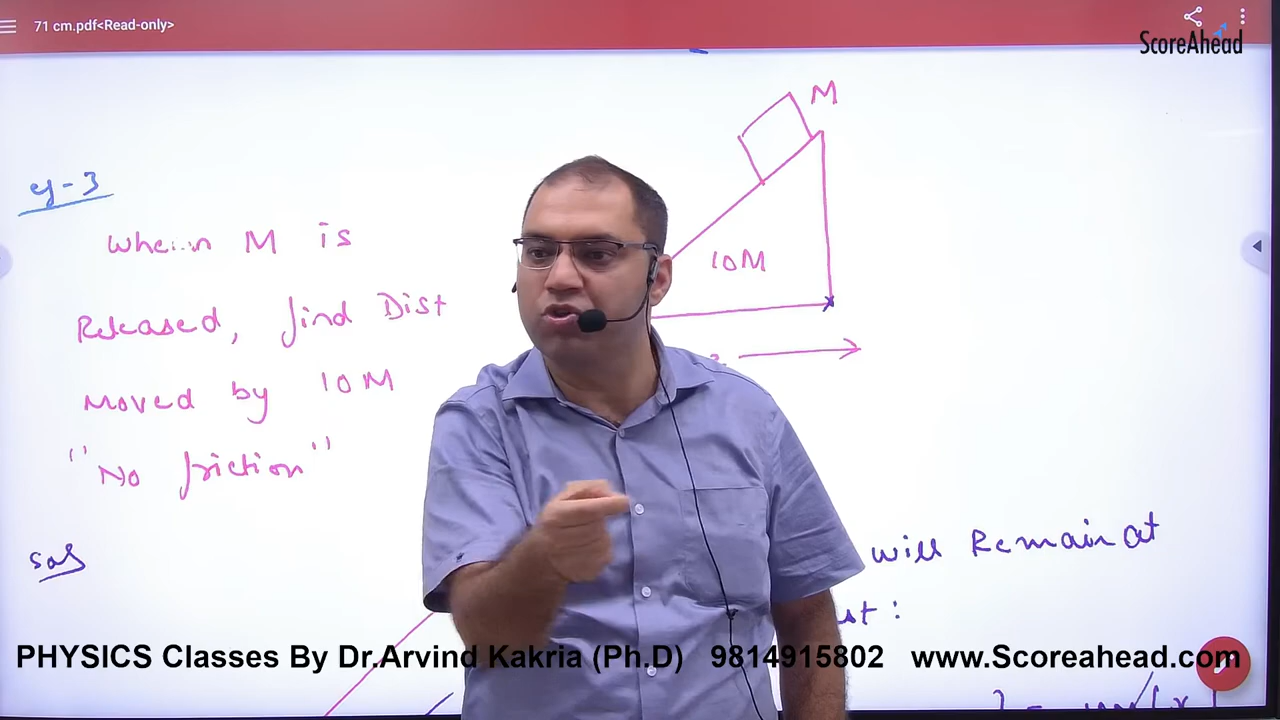 71 cm.pdf<Read-only>
ScoreAhead
M
eg-3
when M is
10M
Released, find Dist
moved by 10M
"No friction"
Sol
will Remain at
PHYSICS Classes By Dr.Arvind Kakria (Ph.D) 9814915802 www.Scoreahead.com